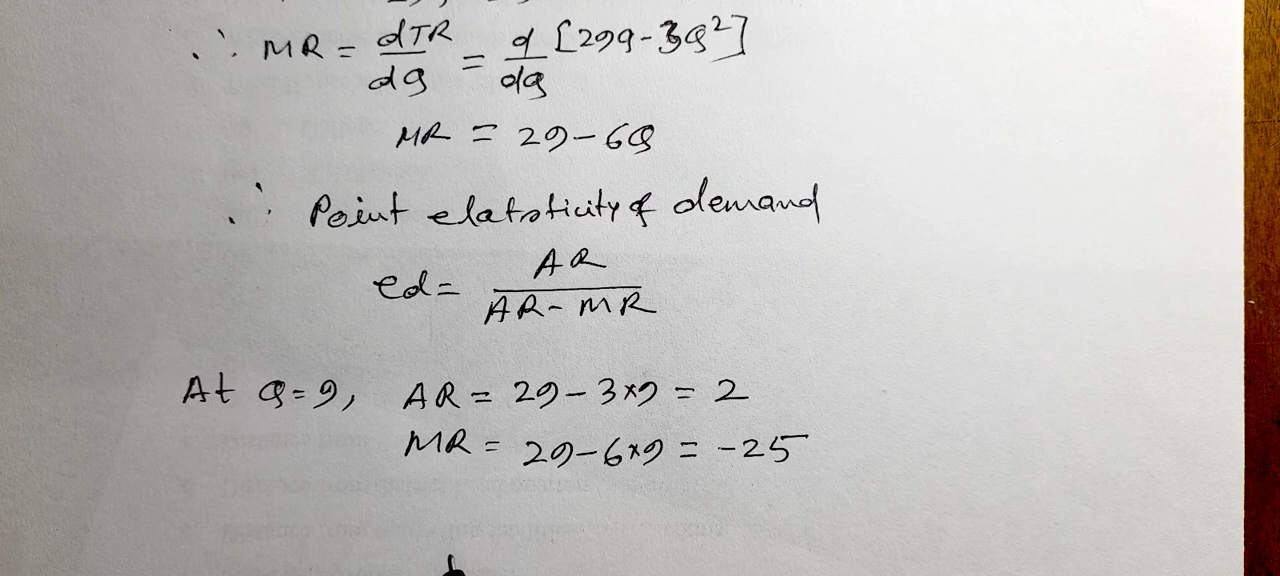 ∴ MR = dTR/dQ = d/dQ [29Q-3Q²]
MR = 29-6Q
∴ Point elatsticity of demand
ed = AR/AR-MR
At Q=9, AR = 29-3×9 = 2
MR = 29-6×9 = -25